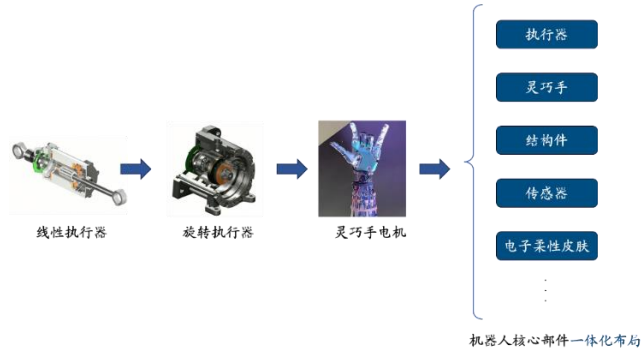 执行器
灵巧手
结构件
传感器
电子柔性皮肤
线性执行器
旋转执行器
灵巧手电机
机器人核心部件一体化布局